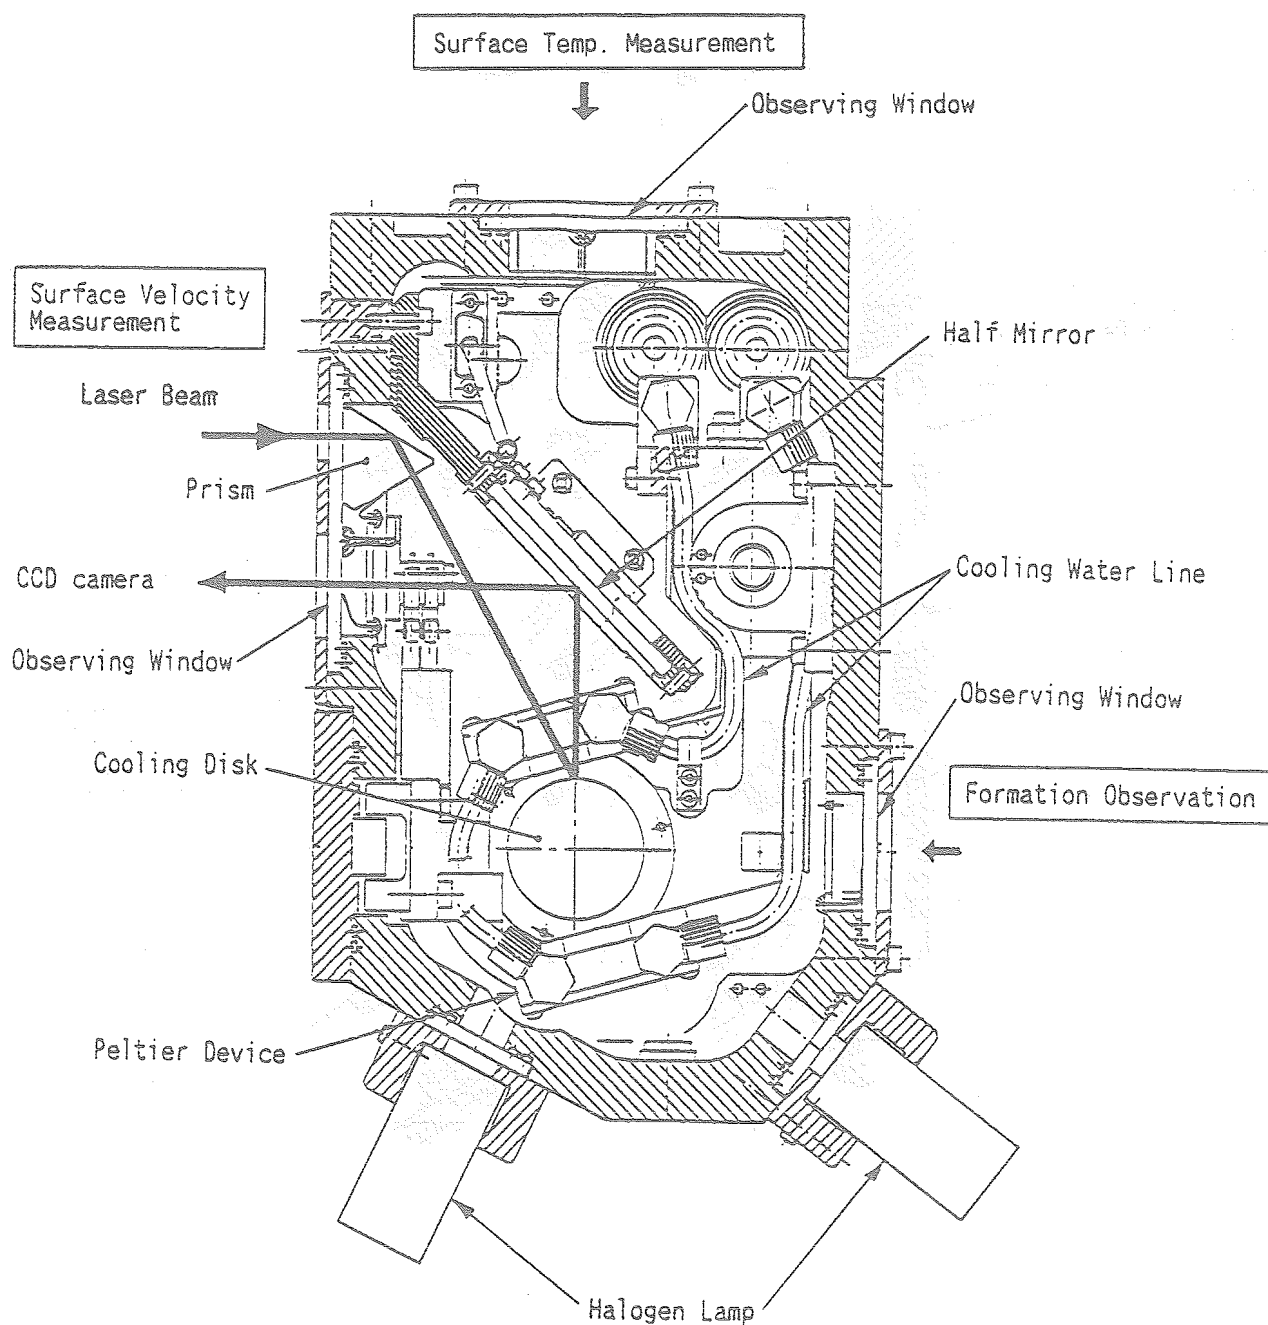 Surface Temp. Measurement
Observing Window
Surface Velocity
Measurement
Half Mirror
Laser Beam
Prism
CCD camera
Cooling Water Line
Observing Window
Observing Window
Cooling Disk
Formation Observation
Peltier Device
Halogen Lamp